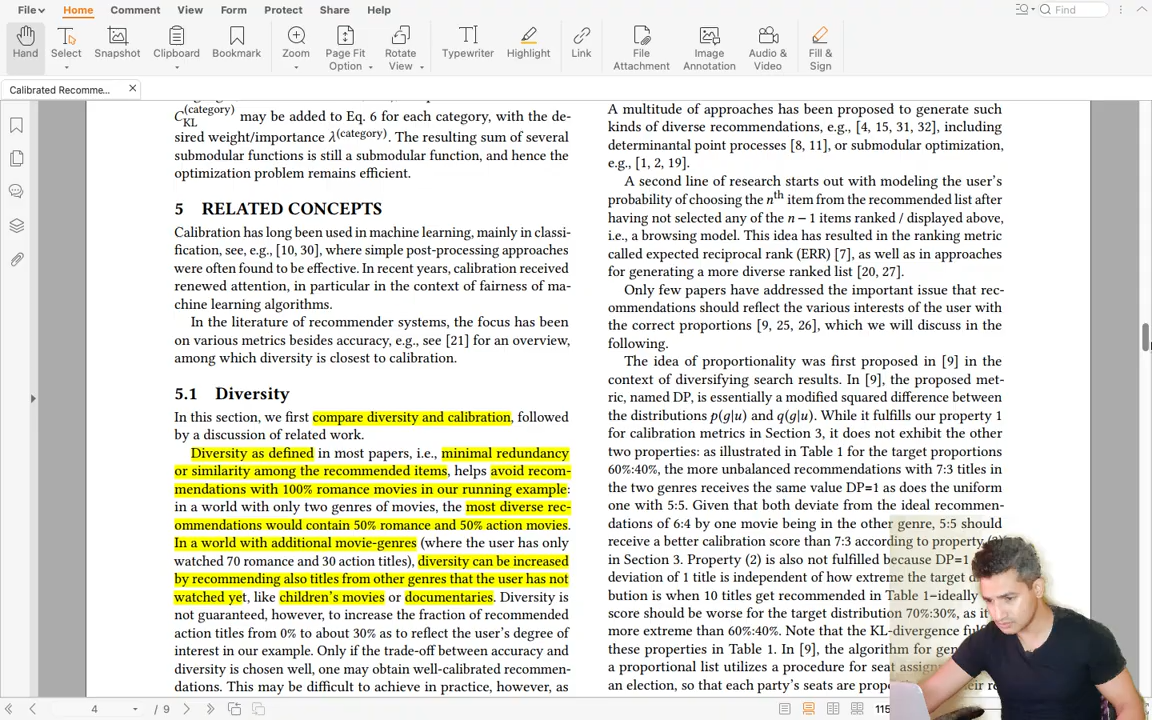 File
Home
Comment
View
Form
Protect
Share
Help
Find
Hand
Select
Snapshot
Clipboard
Bookmark
Zoom
Page Fit
Option
Rotate
View
Typewriter
Highlight
Link
File
Attachment
Image
Annotation
Audio &
Video
Fill &
Sign
Calibrated Recomme...
C_KL^(category) may be added to Eq. 6 for each category, with the de-
sired weight/importance λ^(category). The resulting sum of several
submodular functions is still a submodular function, and hence the
optimization problem remains efficient.
5 RELATED CONCEPTS
Calibration has long been used in machine learning, mainly in classi-
fication, see, e.g., [10, 30], where simple post-processing approaches
were often found to be effective. In recent years, calibration received
renewed attention, in particular in the context of fairness of ma-
chine learning algorithms.
In the literature of recommender systems, the focus has been
on various metrics besides accuracy, e.g., see [21] for an overview,
among which diversity is closest to calibration.
5.1 Diversity
In this section, we first compare diversity and calibration, followed
by a discussion of related work.
Diversity as defined in most papers, i.e., minimal redundancy
or similarity among the recommended items, helps avoid recom-
mendations with 100% romance movies in our running example:
in a world with only two genres of movies, the most diverse rec-
ommendations would contain 50% romance and 50% action movies.
In a world with additional movie-genres (where the user has only
watched 70 romance and 30 action titles), diversity can be increased
by recommending also titles from other genres that the user has not
watched yet, like children's movies or documentaries. Diversity is
not guaranteed, however, to increase the fraction of recommended
action titles from 0% to about 30% as to reflect the user's degree of
interest in our example. Only if the trade-off between accuracy and
diversity is chosen well, one may obtain well-calibrated recommen-
dations. This may be difficult to achieve in practice, however, as
A multitude of approaches has been proposed to generate such
kinds of diverse recommendations, e.g., [4, 15, 31, 32], including
determinantal point processes [8, 11], or submodular optimization,
e.g., [1, 2, 19].
A second line of research starts out with modeling the user's
probability of choosing the nth item from the recommended list after
having not selected any of the n − 1 items ranked / displayed above,
i.e., a browsing model. This idea has resulted in the ranking metric
called expected reciprocal rank (ERR) [7], as well as in approaches
for generating a more diverse ranked list [20, 27].
Only few papers have addressed the important issue that rec-
ommendations should reflect the various interests of the user with
the correct proportions [9, 25, 26], which we will discuss in the
following.
The idea of proportionality was first proposed in [9] in the
context of diversifying search results. In [9], the proposed met-
ric, named DP, is essentially a modified squared difference between
the distributions p(g|u) and q(g|u). While it fulfills our property 1
for calibration metrics in Section 3, it does not exhibit the other
two properties: as illustrated in Table 1 for the target proportions
60%:40%, the more unbalanced recommendations with 7:3 titles in
the two genres receives the same value DP=1 as does the uniform
one with 5:5. Given that both deviate from the ideal recommen-
dations of 6:4 by one movie being in the other genre, 5:5 should
receive a better calibration score than 7:3 according to property
in Section 3. Property (2) is also not fulfilled because DP=1
deviation of 1 title is independent of how extreme the target
bution is when 10 titles get recommended in Table 1–ideally
score should be worse for the target distribution 70%:30%, as
more extreme than 60%:40%. Note that the KL-divergence
these properties in Table 1. In [9], the algorithm for
a proportional list utilizes a procedure for seat
an election, so that each party's seats are
4
/ 9
115